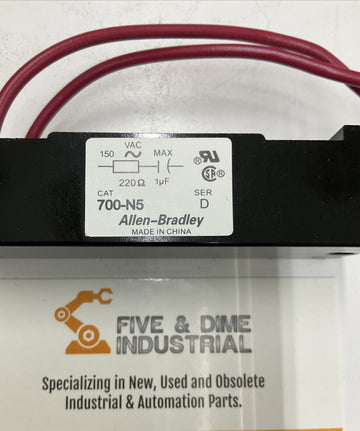 VAC
150 MAX
220Ω 1µF
CAT SER
700-N5 D
Allen-Bradley
MADE IN CHINA
FIVE & DIME
INDUSTRIAL
Specializing in New, Used and Obsolete
Industrial & Automation Parts.